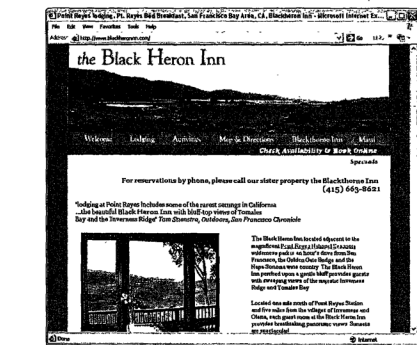 Point Reyes lodging, Pt. Reyes Bed Breakfast, San Francisco Bay Area, CA, Blackheron Inn - Microsoft Internet Ex...
File Edit View Favorites Tools Help
Address http://www.blackheroninn.com/ Go
the Black Heron Inn
Welcome Lodging Activities Map & Directions Blackthorne Inn Maui
Check Availability & Book Online
Specials
For reservations by phone, please call our sister property the Blackthorne Inn
(415) 663-8621
"lodging at Point Reyes includes some of the rarest settings in California
...the beautiful Black Heron Inn with bluff-top views of Tomales
Bay and the Inverness Ridge" Tom Stienstra, Outdoors, San Francisco Chronicle
The Black Heron Inn located adjacent to the
magnificent Point Reyes National Seashore
wilderness park is an hour's drive from San
Francisco, the Golden Gate Bridge and the
Napa Sonoma wine country. The Black Heron
Inn perched upon a gentle bluff provides guests
with sweeping views of the majestic Inverness
Ridge and Tomales Bay
Located one mile north of Point Reyes Station
and five miles from the villages of Inverness and
Olema, each guest room at the Black Heron Inn
provides breathtaking panoramic views. Sunsets
are spectacular!
Done
Internet